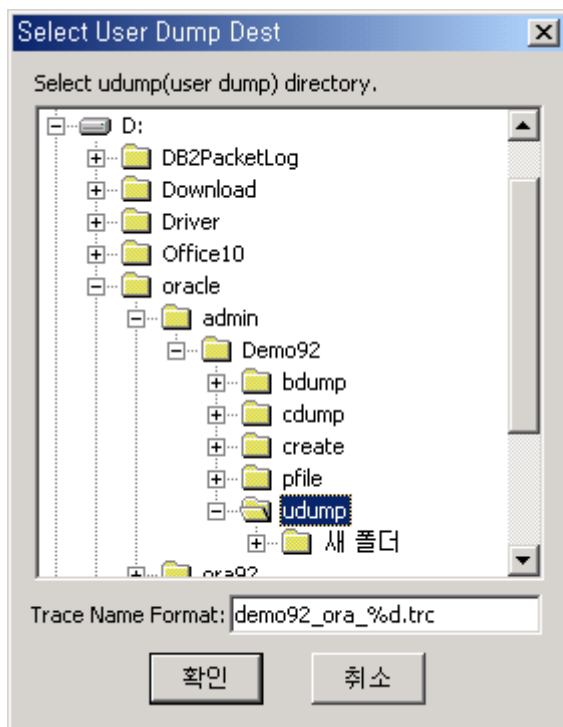 Select User Dump Dest
Select udump(user dump) directory.
D:
DB2PacketLog
Download
Driver
Office10
oracle
admin
Demo92
bdump
cdump
create
pfile
udump
새 폴더
ora92
Trace Name Format: demo92_ora_%d.trc
확인 취소